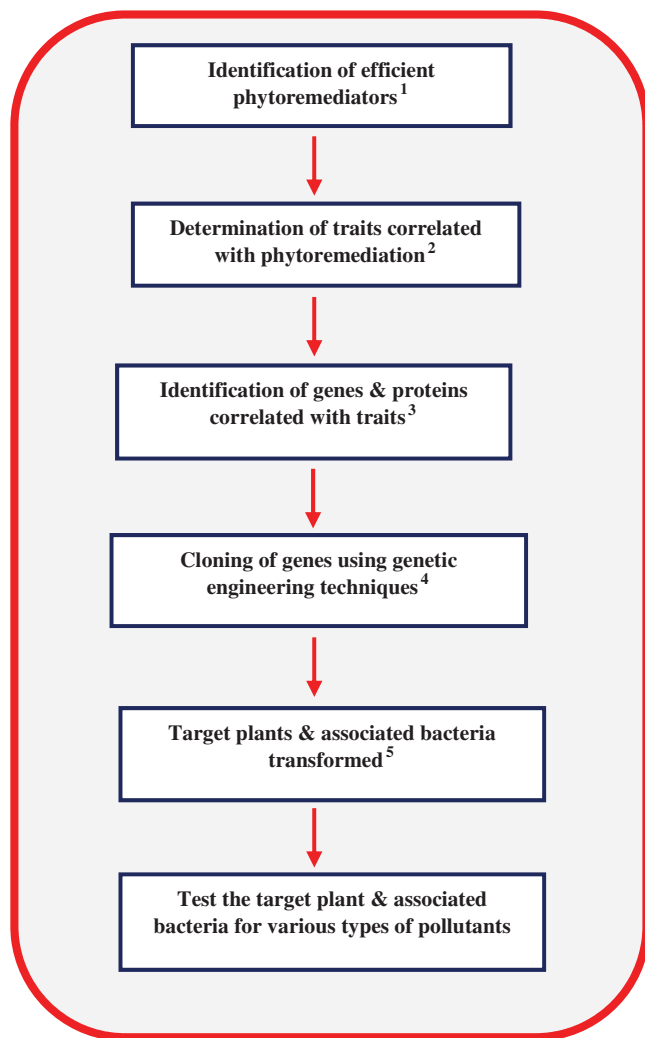 Identification of efficient
phytoremediators1
Determination of traits correlated
with phytoremediation2
Identification of genes & proteins
correlated with traits3
Cloning of genes using genetic
engineering techniques4
Target plants & associated bacteria
transformed5
Test the target plant & associated
bacteria for various types of pollutants